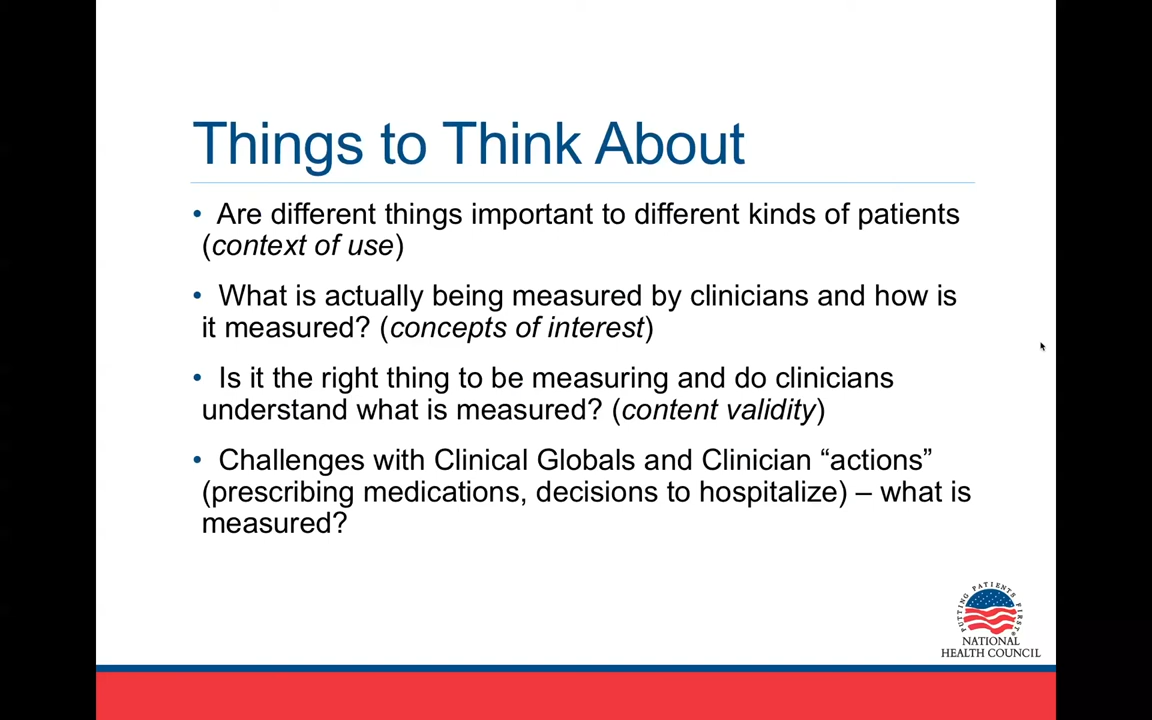 Things to Think About
• Are different things important to different kinds of patients
(context of use)
• What is actually being measured by clinicians and how is
it measured? (concepts of interest)
• Is it the right thing to be measuring and do clinicians
understand what is measured? (content validity)
• Challenges with Clinical Globals and Clinician “actions”
(prescribing medications, decisions to hospitalize) – what is
measured?
PUTTING PATIENTS FIRST®
NATIONAL
HEALTH COUNCIL